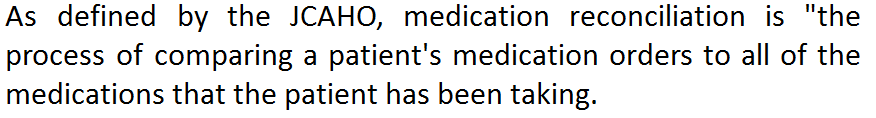 As defined by the JCAHO, medication reconciliation is "the
process of comparing a patient's medication orders to all of the
medications that the patient has been taking.